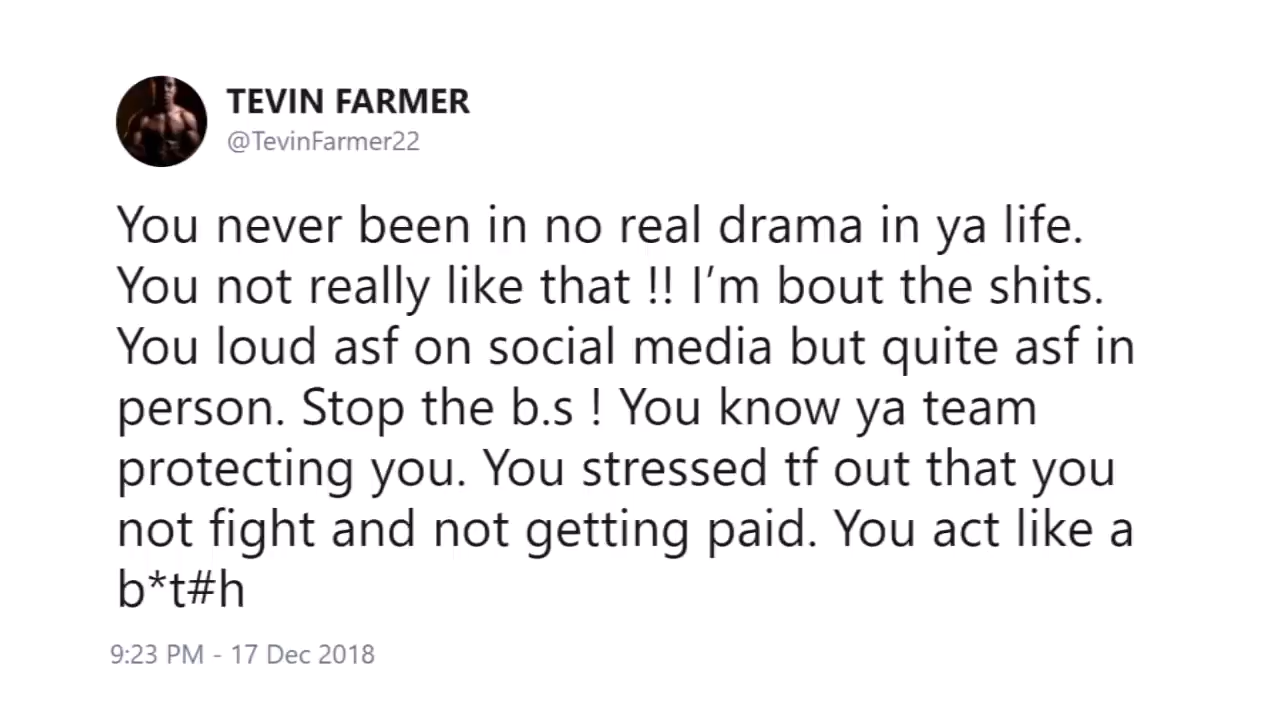 TEVIN FARMER
@TevinFarmer22
You never been in no real drama in ya life.
You not really like that !! I’m bout the shits.
You loud asf on social media but quite asf in
person. Stop the b.s ! You know ya team
protecting you. You stressed tf out that you
not fight and not getting paid. You act like a
b*t#h
9:23 PM - 17 Dec 2018